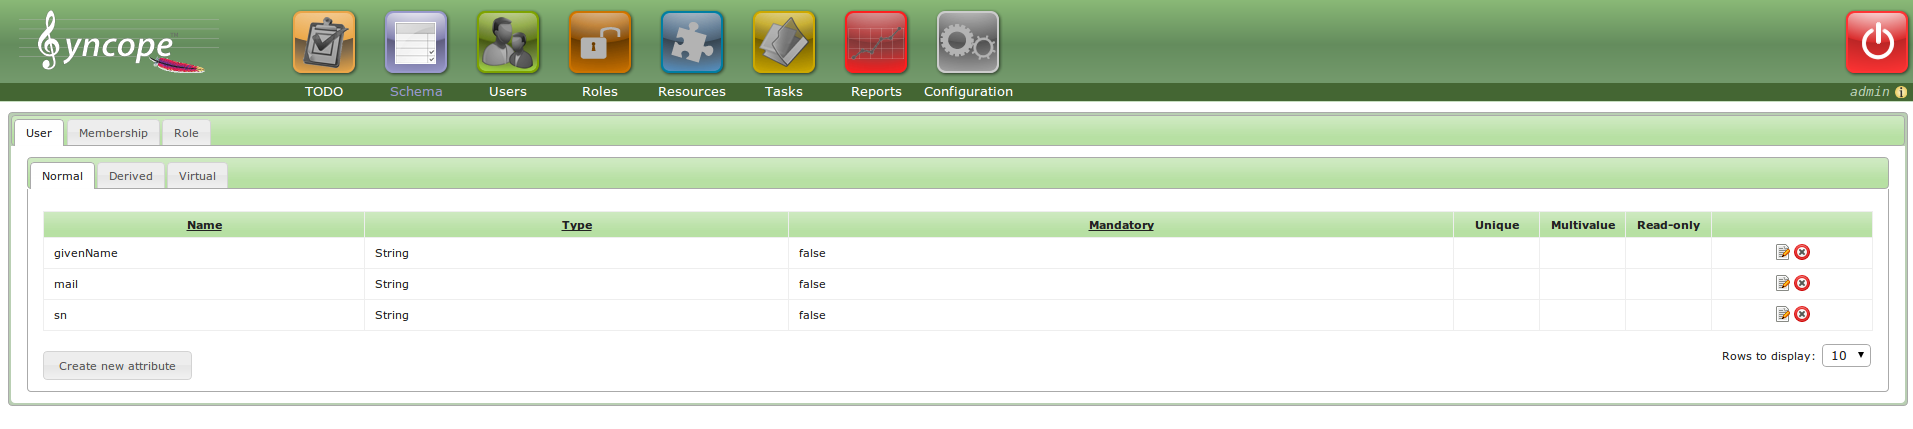 Syncope™
TODO Schema Users Roles Resources Tasks Reports Configuration admin
User Membership Role
Normal Derived Virtual
Name Type Mandatory Unique Multivalue Read-only
givenName String false
mail String false
sn String false
Create new attribute Rows to display: 10